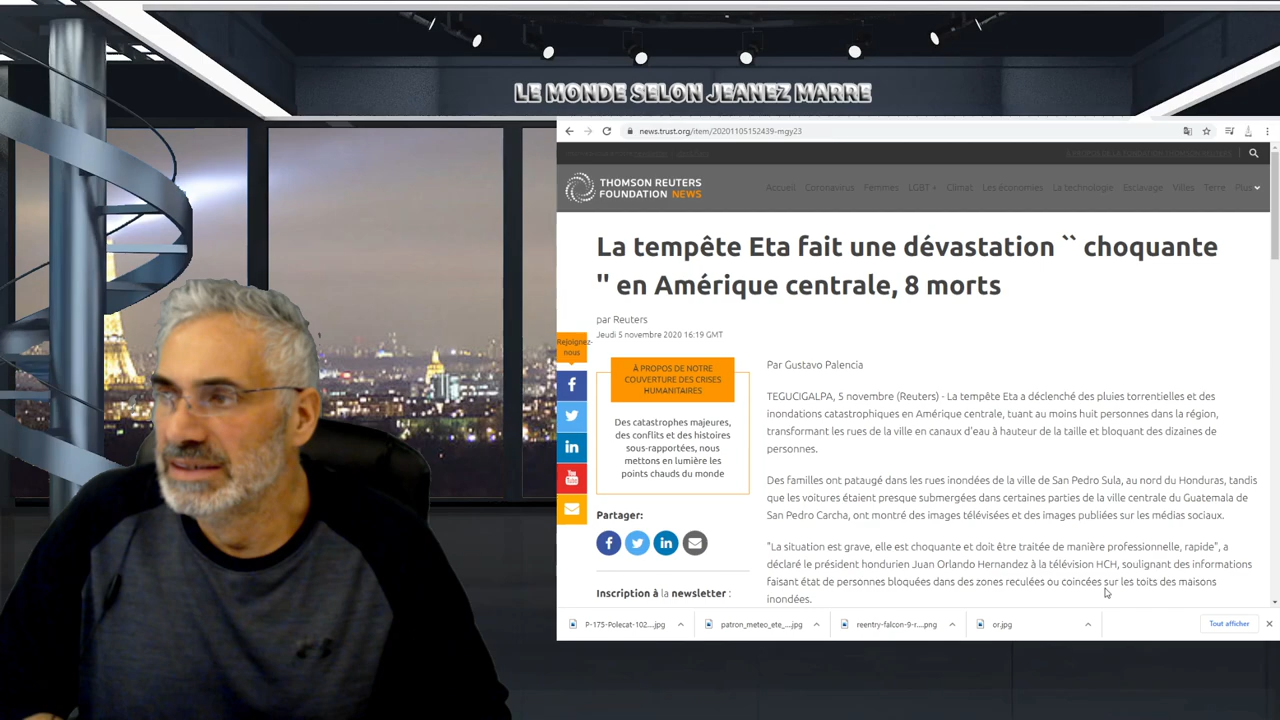 LE MONDE SELON JEANEZ MARRE
news.trust.org/item/20201105152439-mgy23
À PROPOS DE LA FONDATION THOMSON REUTERS
THOMSON REUTERS
FOUNDATION NEWS
Accueil Coronavirus Femmes LGBT + Climat Les économies La technologie Esclavage Villes Terre Plus
La tempête Eta fait une dévastation `` choquante
'' en Amérique centrale, 8 morts
par Reuters
Jeudi 5 novembre 2020 16:19 GMT
Rejoignez-
nous
À PROPOS DE NOTRE
COUVERTURE DES CRISES
HUMANITAIRES
Des catastrophes majeures,
des conflits et des histoires
sous-rapportées, nous
mettons en lumière les
points chauds du monde
Partager:
Inscription à la newsletter :
Par Gustavo Palencia
TEGUCIGALPA, 5 novembre (Reuters) - La tempête Eta a déclenché des pluies torrentielles et des
inondations catastrophiques en Amérique centrale, tuant au moins huit personnes dans la région,
transformant les rues de la ville en canaux d'eau à hauteur de la taille et bloquant des dizaines de
personnes.
Des familles ont pataugé dans les rues inondées de la ville de San Pedro Sula, au nord du Honduras, tandis
que les voitures étaient presque submergées dans certaines parties de la ville centrale du Guatemala de
San Pedro Carcha, ont montré des images télévisées et des images publiées sur les médias sociaux.
"La situation est grave, elle est choquante et doit être traitée de manière professionnelle, rapide", a
déclaré le président hondurien Juan Orlando Hernandez à la télévision HCH, soulignant des informations
faisant état de personnes bloquées dans des zones reculées ou coincées sur les toits des maisons
inondées.
P-175-Polecat-102....jpg patron_meteo_ete_....jpg reentry-falcon-9-r....png or.jpg Tout afficher